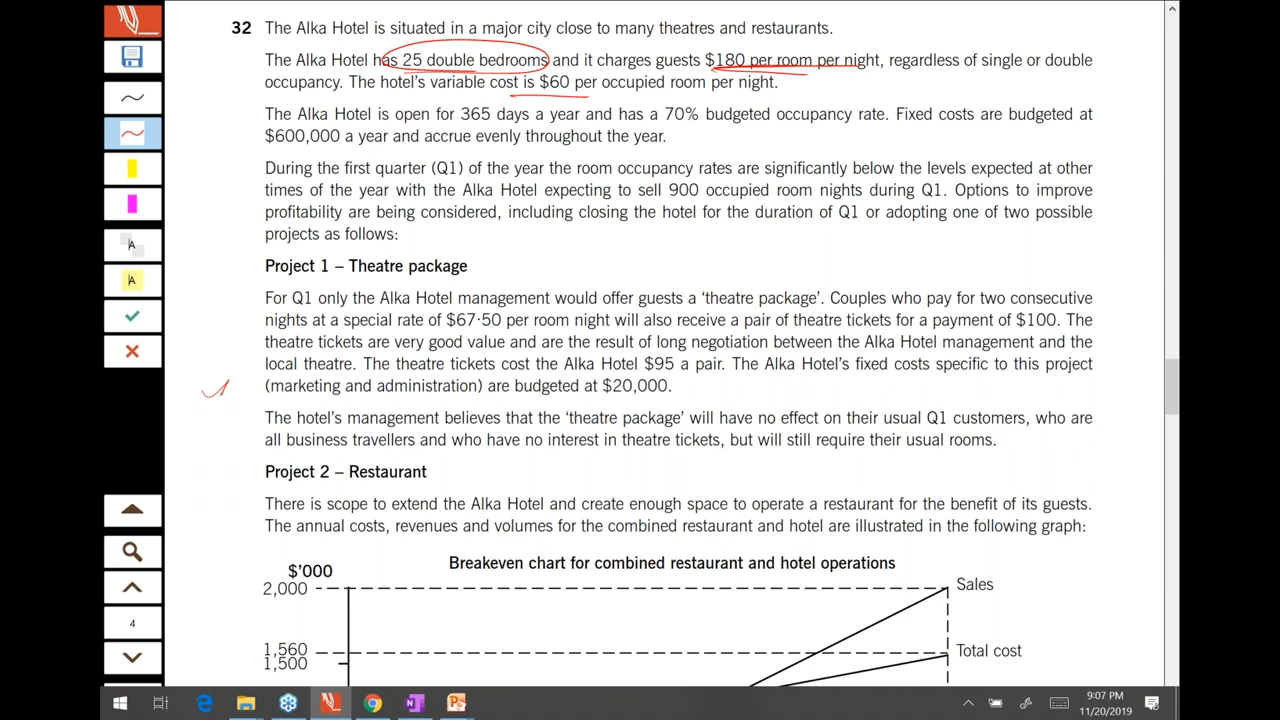 32 The Alka Hotel is situated in a major city close to many theatres and restaurants.
The Alka Hotel has 25 double bedrooms and it charges guests $180 per room per night, regardless of single or double
occupancy. The hotel's variable cost is $60 per occupied room per night.
The Alka Hotel is open for 365 days a year and has a 70% budgeted occupancy rate. Fixed costs are budgeted at
$600,000 a year and accrue evenly throughout the year.
During the first quarter (Q1) of the year the room occupancy rates are significantly below the levels expected at other
times of the year with the Alka Hotel expecting to sell 900 occupied room nights during Q1. Options to improve
profitability are being considered, including closing the hotel for the duration of Q1 or adopting one of two possible
projects as follows:
Project 1 – Theatre package
For Q1 only the Alka Hotel management would offer guests a 'theatre package'. Couples who pay for two consecutive
nights at a special rate of $67·50 per room night will also receive a pair of theatre tickets for a payment of $100. The
theatre tickets are very good value and are the result of long negotiation between the Alka Hotel management and the
local theatre. The theatre tickets cost the Alka Hotel $95 a pair. The Alka Hotel's fixed costs specific to this project
(marketing and administration) are budgeted at $20,000.
The hotel's management believes that the 'theatre package' will have no effect on their usual Q1 customers, who are
all business travellers and who have no interest in theatre tickets, but will still require their usual rooms.
Project 2 – Restaurant
There is scope to extend the Alka Hotel and create enough space to operate a restaurant for the benefit of its guests.
The annual costs, revenues and volumes for the combined restaurant and hotel are illustrated in the following graph:
Breakeven chart for combined restaurant and hotel operations
$'000
2,000
Sales
1,560
Total cost
1,500
A
A
4
9:07 PM
11/20/2019